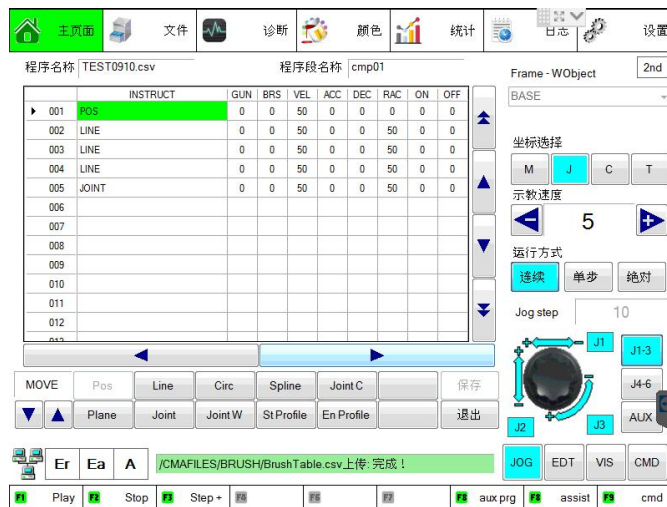 主页面 文件 诊断 颜色 统计 日志 设置
程序名称 TEST0910.csv 程序段名称 cmp01
Frame - WObject 2nd
BASE
INSTRUCT GUN BRS VEL ACC DEC RAC ON OFF
001 POS 0 0 50 0 0 0 0 0
002 LINE 0 0 50 0 0 50 0 0
003 LINE 0 0 50 0 0 50 0 0
004 LINE 0 0 50 0 0 50 0 0
005 JOINT 0 0 50 0 0 50 0 0
006
007
008
009
010
011
012
坐标选择
M J C T
示教速度
5
运行方式
连续 单步 绝对
Jog step 10
J1
J1-3
J4-6
J2 J3 AUX
MOVE Pos Line Circ Spline Joint C 保存
Plane Joint Joint W St Profile En Profile 退出
Er Ea A /CMAFILES/BRUSH/BrushTable.csv上传: 完成！
JOG EDT VIS CMD
F1 Play F2 Stop F3 Step + F8 aux prg F8 assist F9 cmd